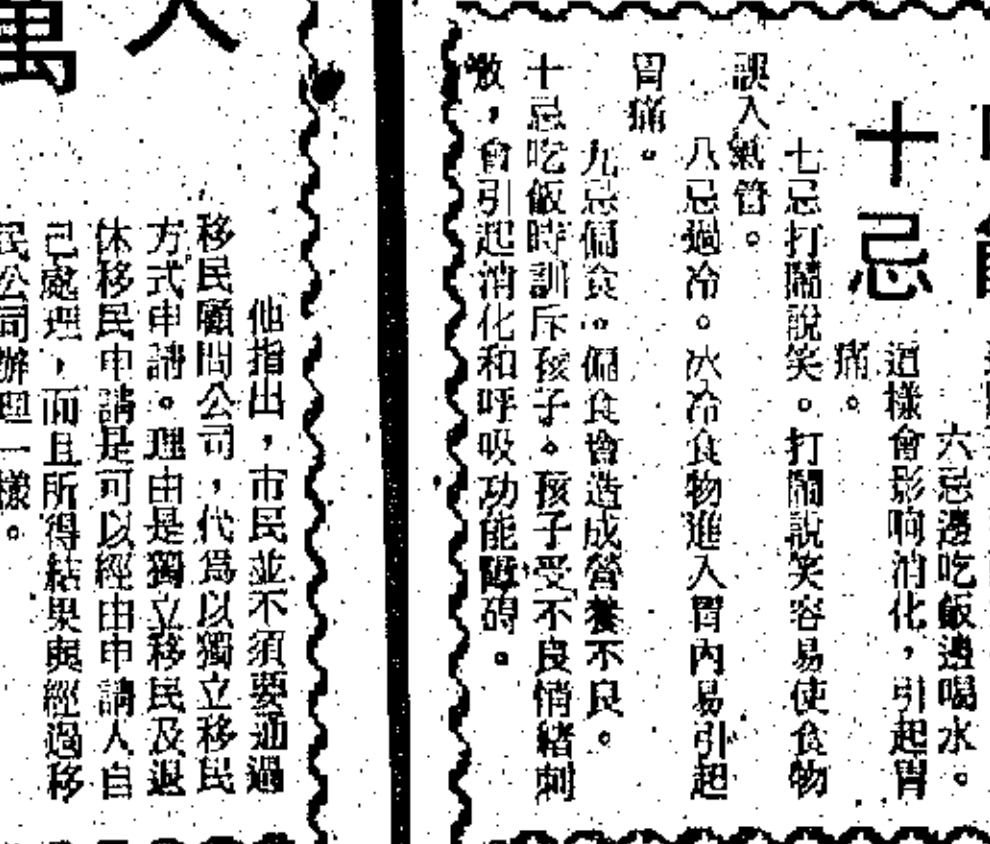 十忌
六忌邊吃飯邊喝水。
這樣會影响消化，引起胃
痛。
七忌打鬧說笑。打鬧說笑容易使食物
誤入氣管。
八忌過冷。冰冷食物進入胃內易引起
胃痛。
九忌偏食。偏食會造成營養不良。
十忌吃飯時訓斥孩子。孩子受不良情緒刺
激，會引起消化和呼吸功能障碍。
他指出，市民並不須要通過
移民顧問公司，代爲以獨立移民
方式申請。理由是獨立移民及退
休移民申請是可以經由申請人自
己處理，而且所得結果與經過移
民公司辦理一樣。